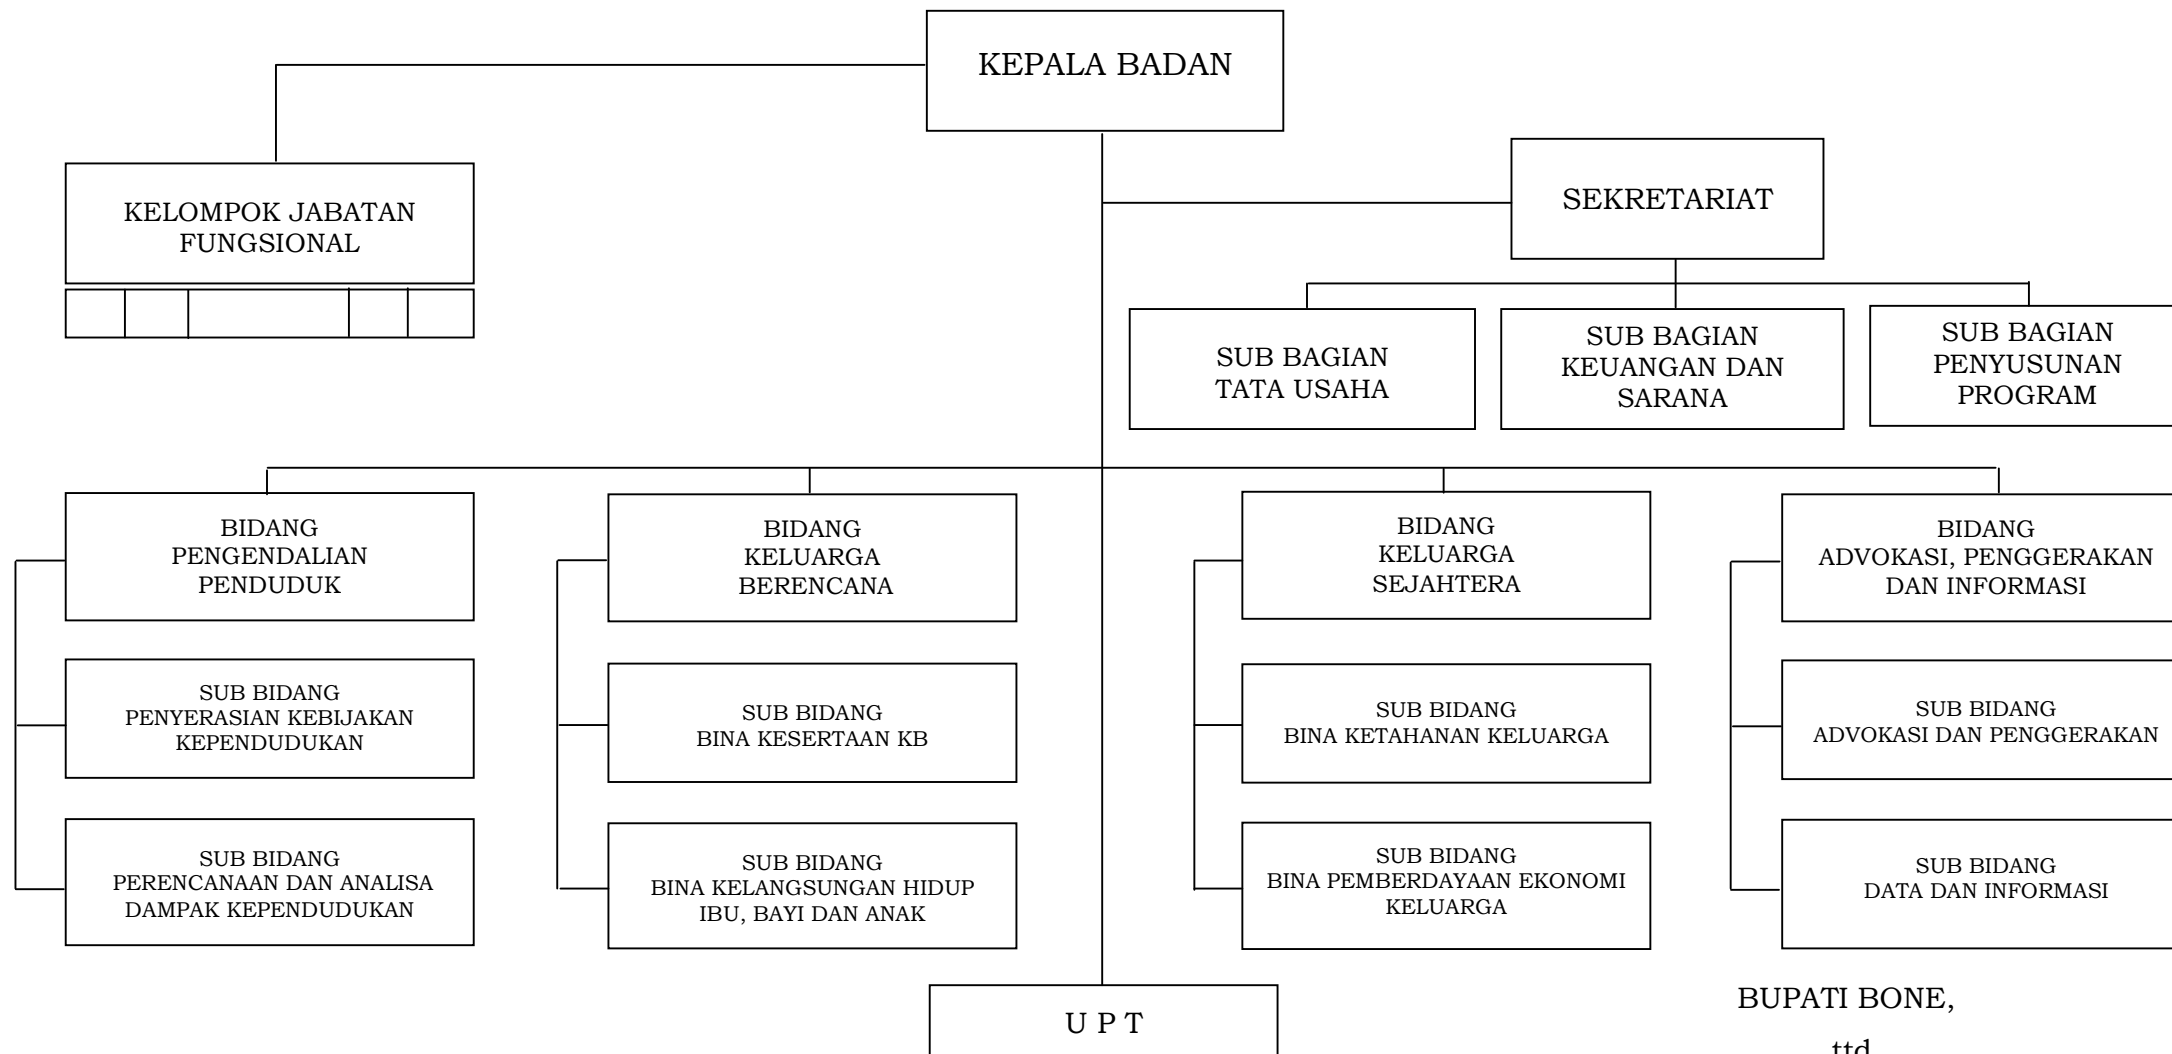 KEPALA BADAN
KELOMPOK JABATAN
FUNGSIONAL
SEKRETARIAT
SUB BAGIAN
TATA USAHA
SUB BAGIAN
KEUANGAN DAN
SARANA
SUB BAGIAN
PENYUSUNAN
PROGRAM
BIDANG
PENGENDALIAN
PENDUDUK
BIDANG
KELUARGA
BERENCANA
BIDANG
KELUARGA
SEJAHTERA
BIDANG
ADVOKASI, PENGGERAKAN
DAN INFORMASI
SUB BIDANG
PENYERASIAN KEBIJAKAN
KEPENDUDUKAN
SUB BIDANG
BINA KESERTAAN KB
SUB BIDANG
BINA KETAHANAN KELUARGA
SUB BIDANG
ADVOKASI DAN PENGGERAKAN
SUB BIDANG
PERENCANAAN DAN ANALISA
DAMPAK KEPENDUDUKAN
SUB BIDANG
BINA KELANGSUNGAN HIDUP
IBU, BAYI DAN ANAK
SUB BIDANG
BINA PEMBERDAYAAN EKONOMI
KELUARGA
SUB BIDANG
DATA DAN INFORMASI
U P T
BUPATI BONE,
ttd